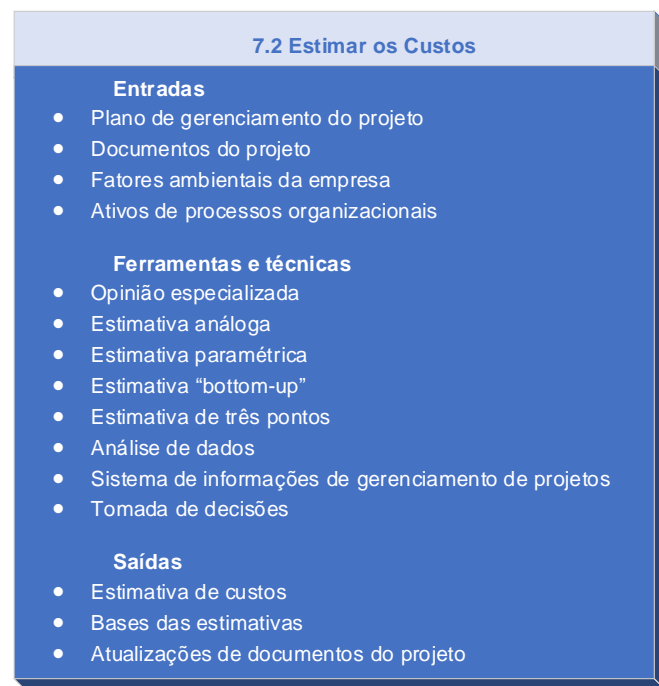 7.2 Estimar os Custos
Entradas
• Plano de gerenciamento do projeto
• Documentos do projeto
• Fatores ambientais da empresa
• Ativos de processos organizacionais
Ferramentas e técnicas
• Opinião especializada
• Estimativa análoga
• Estimativa paramétrica
• Estimativa “bottom-up”
• Estimativa de três pontos
• Análise de dados
• Sistema de informações de gerenciamento de projetos
• Tomada de decisões
Saídas
• Estimativa de custos
• Bases das estimativas
• Atualizações de documentos do projeto